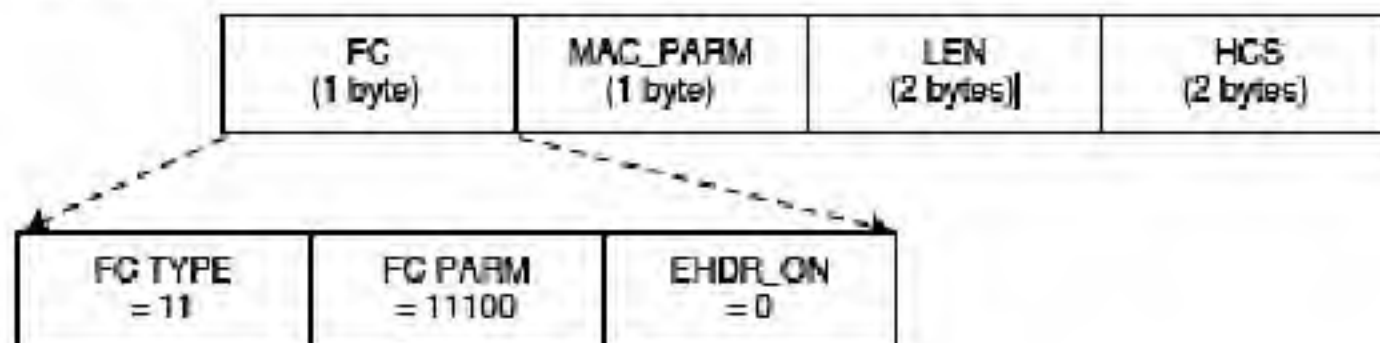 FC
(1 byte)
MAC_PARM
(1 byte)
LEN
(2 bytes)
HCS
(2 bytes)
FC TYPE
= 11
FC PARM
= 11100
EHDR_ON
= 0